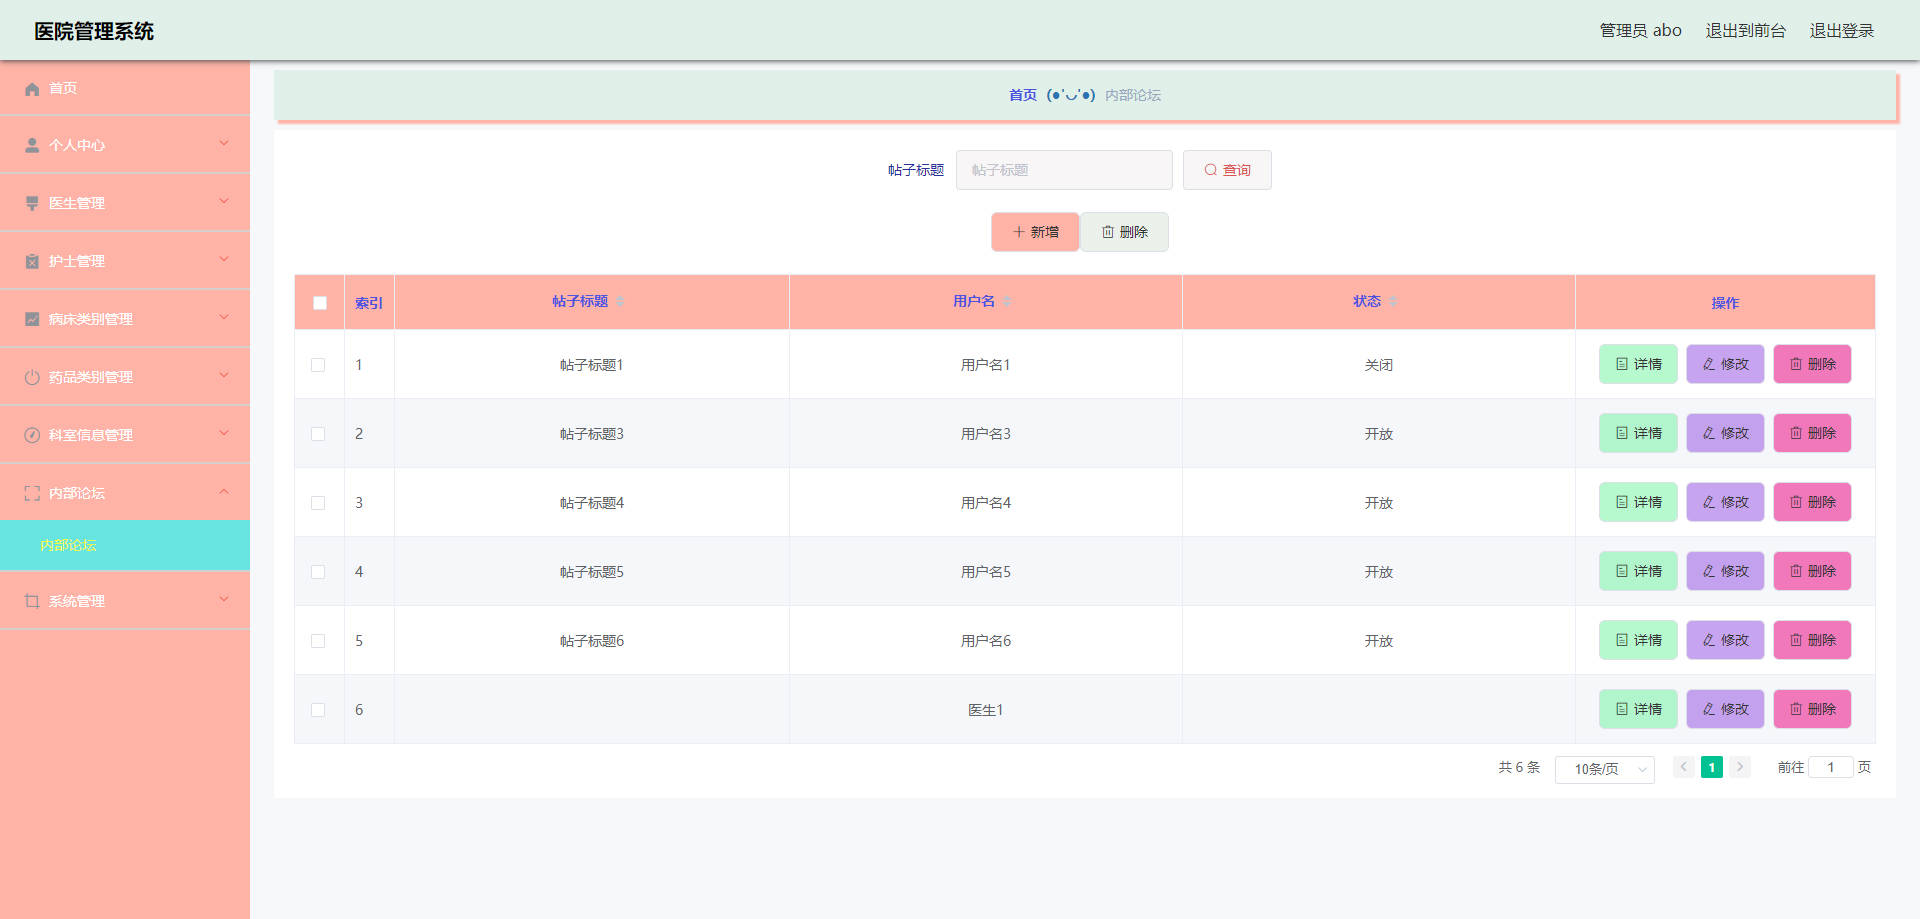 医院管理系统
管理员 abo 退出到前台 退出登录
首页
个人中心
医生管理
护士管理
病床类别管理
药品类别管理
科室信息管理
内部论坛
内部论坛
系统管理
首页 (●'◡'●) 内部论坛
帖子标题 帖子标题 查询
新增 删除
索引 帖子标题 用户名 状态 操作
1 帖子标题1 用户名1 关闭 详情 修改 删除
2 帖子标题3 用户名3 开放 详情 修改 删除
3 帖子标题4 用户名4 开放 详情 修改 删除
4 帖子标题5 用户名5 开放 详情 修改 删除
5 帖子标题6 用户名6 开放 详情 修改 删除
6 医生1 详情 修改 删除
共 6 条 10条/页 1 前往 1 页